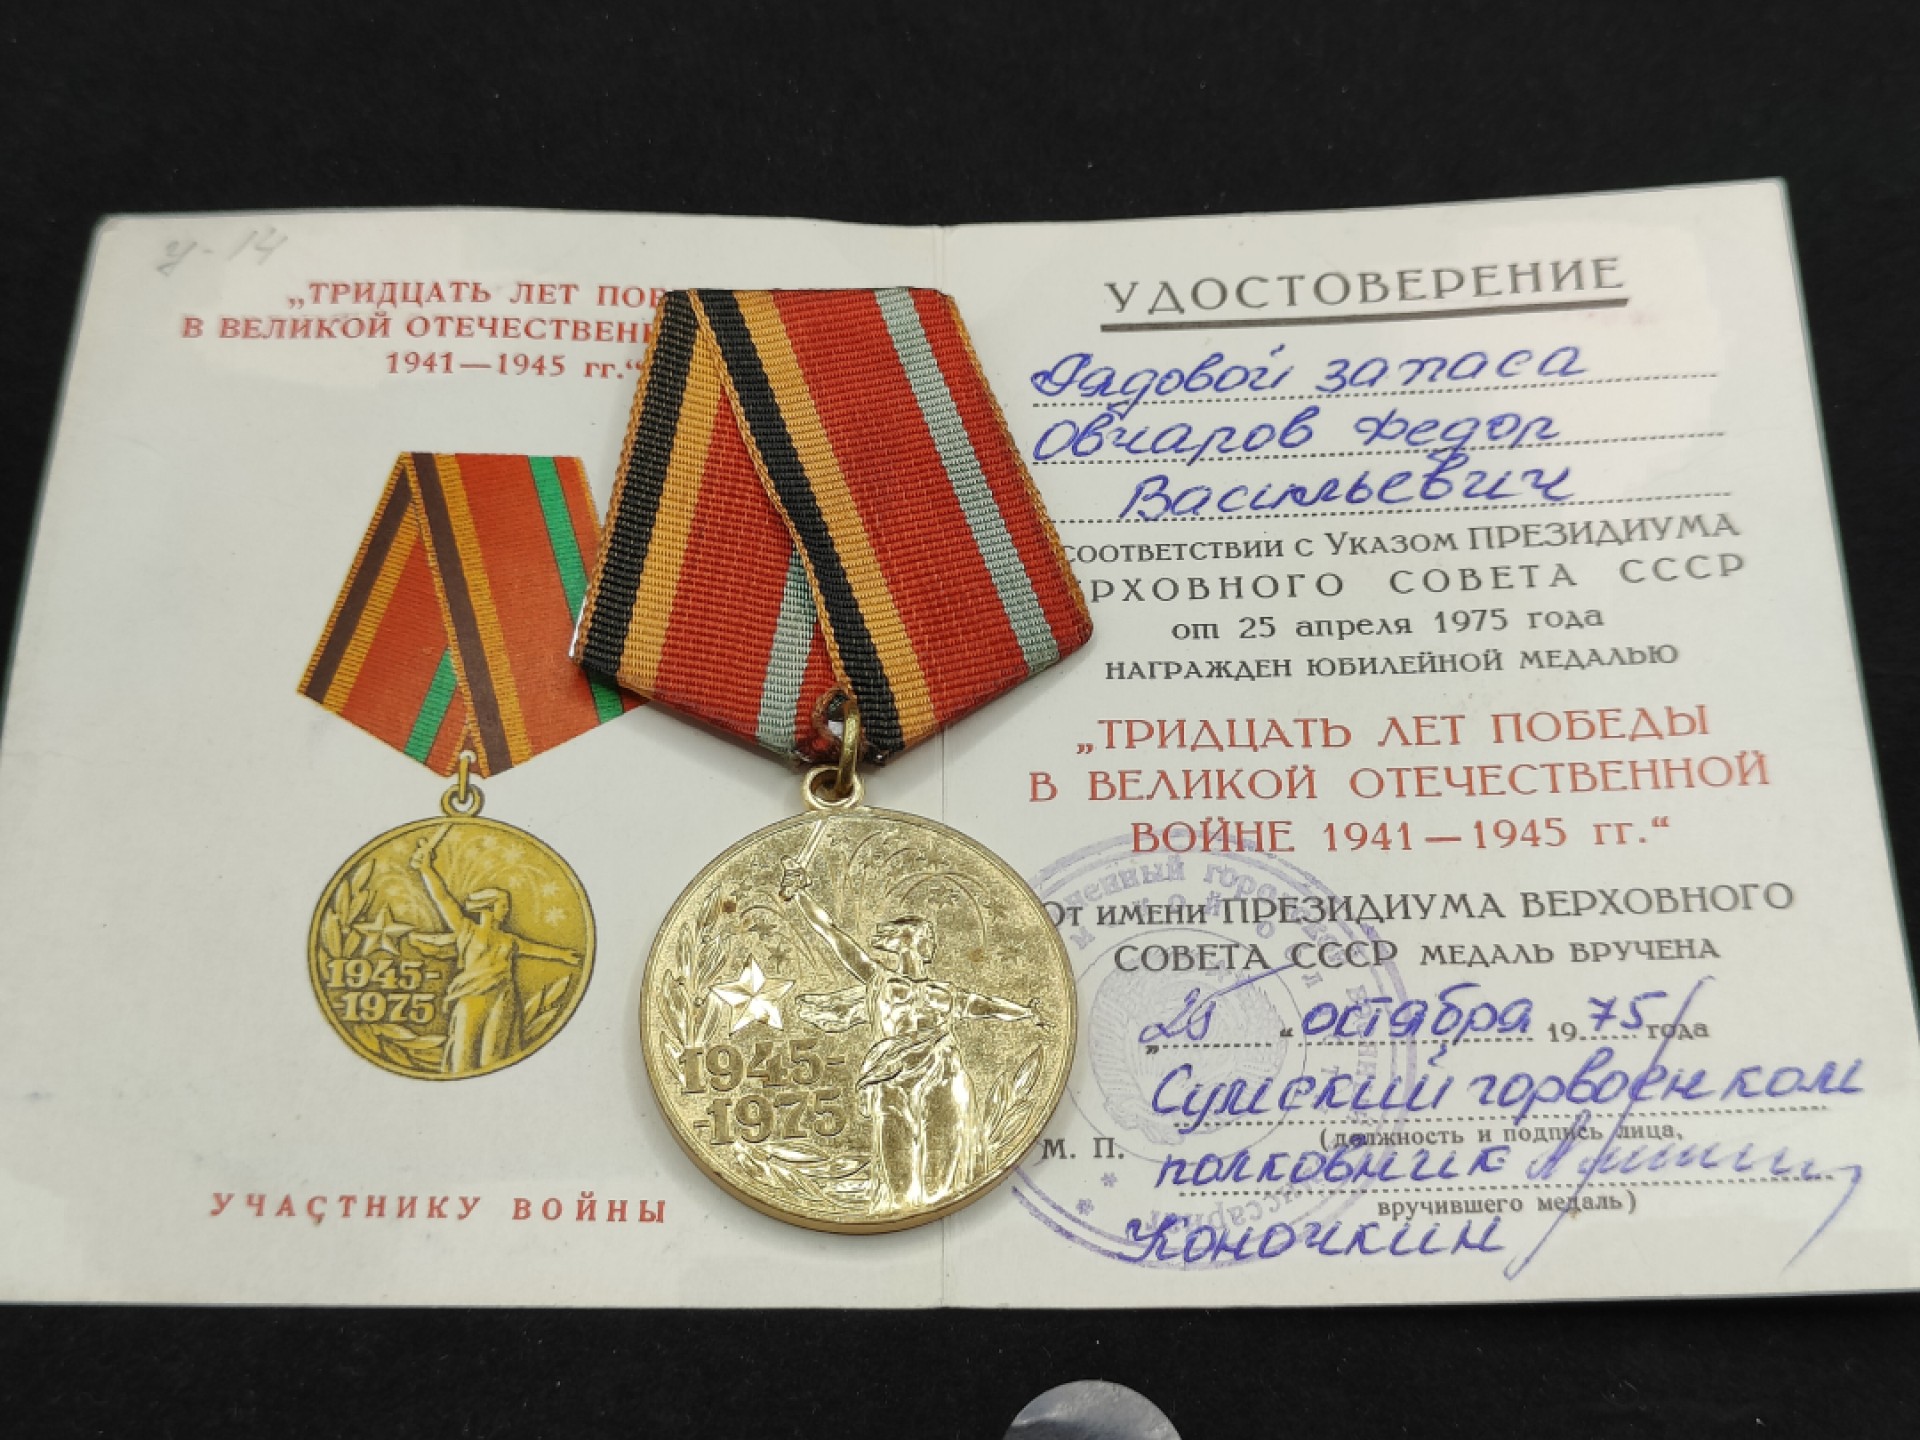 у-14
„ТРИДЦАТЬ ЛЕТ ПОБ
В ВЕЛИКОЙ ОТЕЧЕСТВЕН
1941—1945 гг.“
1945-
-1975
УЧАСТНИКУ ВОЙНЫ
1945-
-1975
УДОСТОВЕРЕНИЕ
Рядовой запаса
Овчаров Федор
Васильевич
СООТВЕТСТВИИ С УКАЗОМ ПРЕЗИДИУМА
ЕРХОВНОГО СОВЕТА СССР
от 25 апреля 1975 года
НАГРАЖДЕН ЮБИЛЕЙНОЙ МЕДАЛЬЮ
„ТРИДЦАТЬ ЛЕТ ПОБЕДЫ
В ВЕЛИКОЙ ОТЕЧЕСТВЕННОЙ
ВОЙНЕ 1941—1945 гг.“
ОТ ИМЕНИ ПРЕЗИДИУМА ВЕРХОВНОГО
СОВЕТА СССР МЕДАЛЬ ВРУЧЕНА
„25“ октября 1975 года
Сумский горвоенком
М. П.
(должность и подпись лица,
полковник
вручившего медаль)
Коночкин